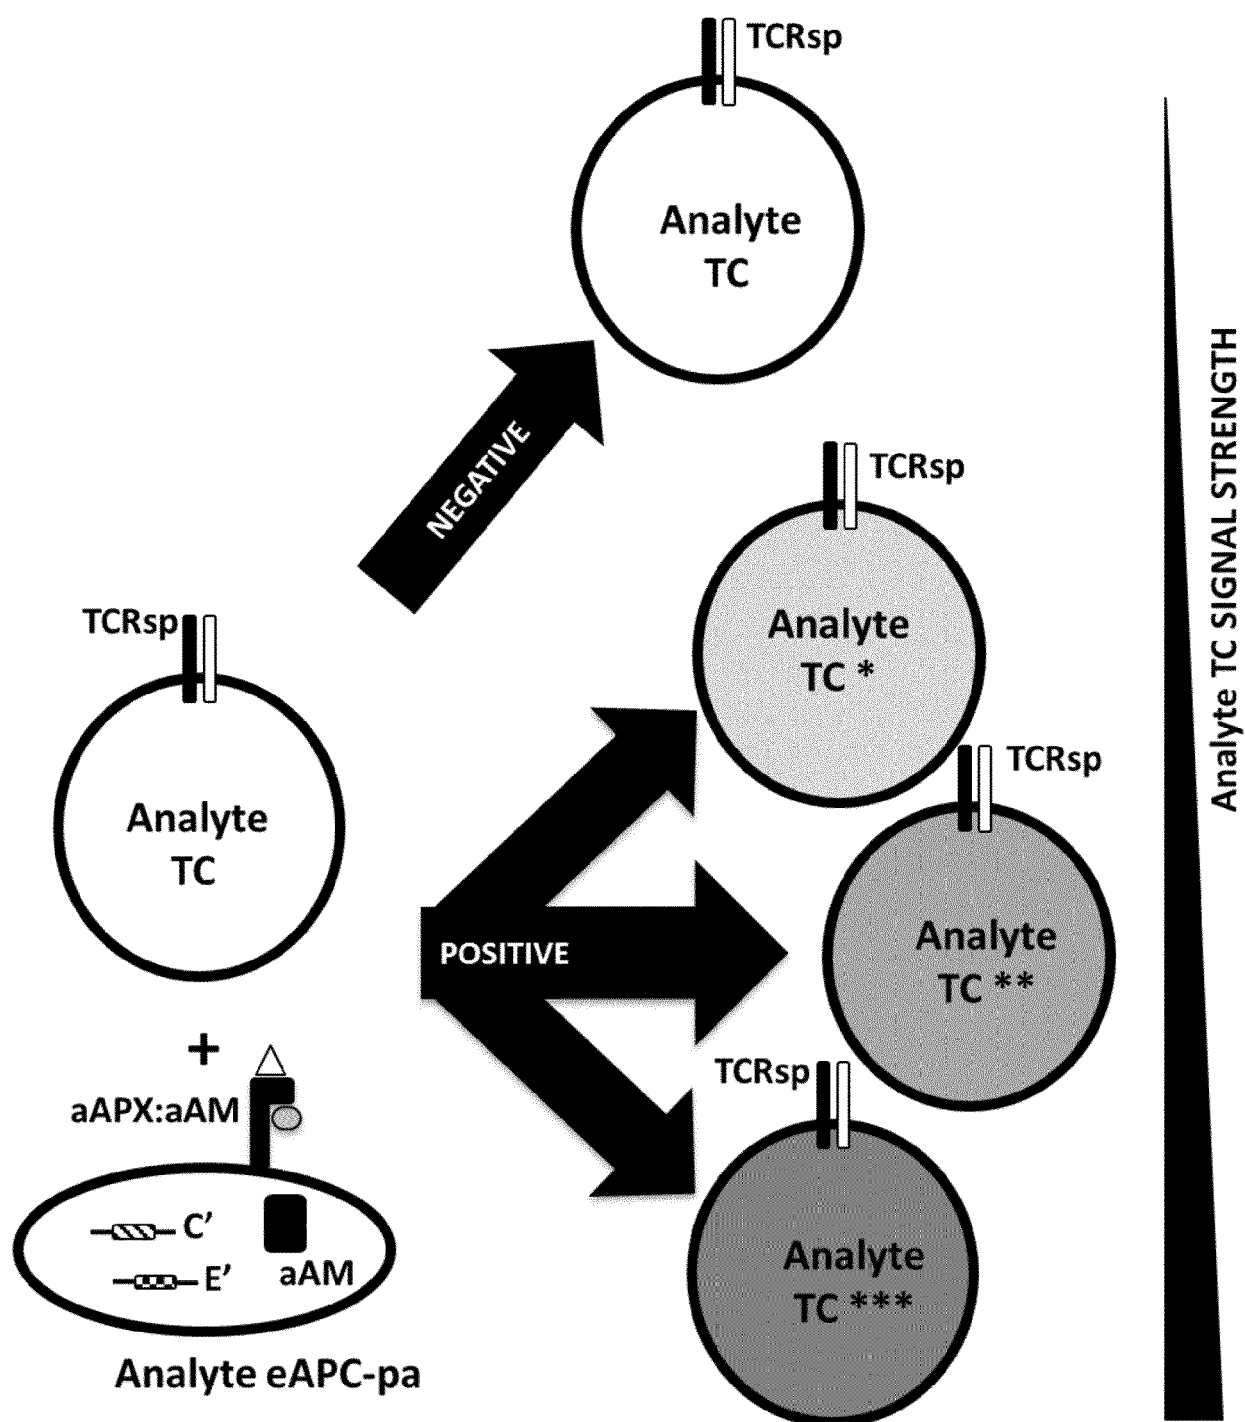 TCRsp
Analyte
TC
NEGATIVE
TCRsp
Analyte
TC *
TCRsp
Analyte
TC
TCRsp
Analyte
TC **
POSITIVE
TCRsp
Analyte
TC ***
+
aAPX:aAM
C’
E’
aAM
Analyte eAPC-pa
Analyte TC SIGNAL STRENGTH